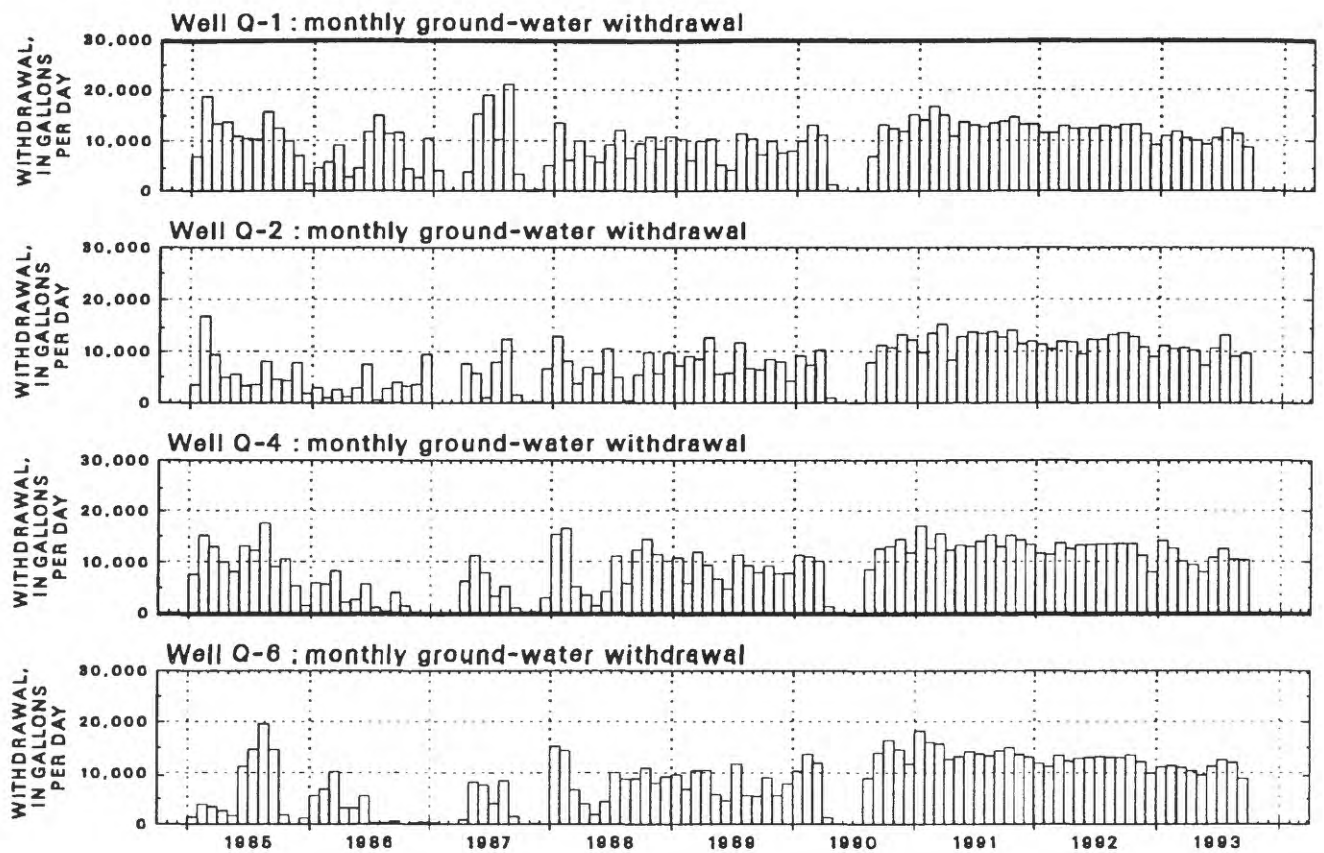 Well Q-1 : monthly ground-water withdrawal
WITHDRAWAL,
IN GALLONS
PER DAY
30,000
20,000
10,000
0
Well Q-2 : monthly ground-water withdrawal
WITHDRAWAL,
IN GALLONS
PER DAY
30,000
20,000
10,000
0
Well Q-4 : monthly ground-water withdrawal
WITHDRAWAL,
IN GALLONS
PER DAY
30,000
20,000
10,000
0
Well Q-6 : monthly ground-water withdrawal
WITHDRAWAL,
IN GALLONS
PER DAY
30,000
20,000
10,000
0
1985 1986 1987 1988 1989 1990 1991 1992 1993